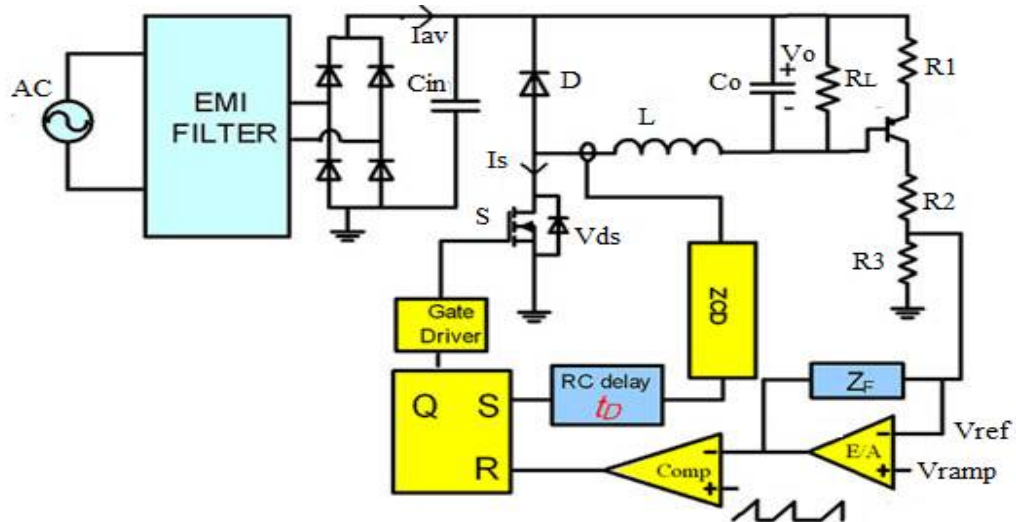 Iav
AC
EMI
FILTER
Cin
D
Co
Vo
+
-
RL
R1
L
Is
S
Vds
R2
R3
ZCD
Gate
Driver
RC delay
tD
ZF
Q
S
R
Comp
-
+
E/A
-
+
Vref
Vramp